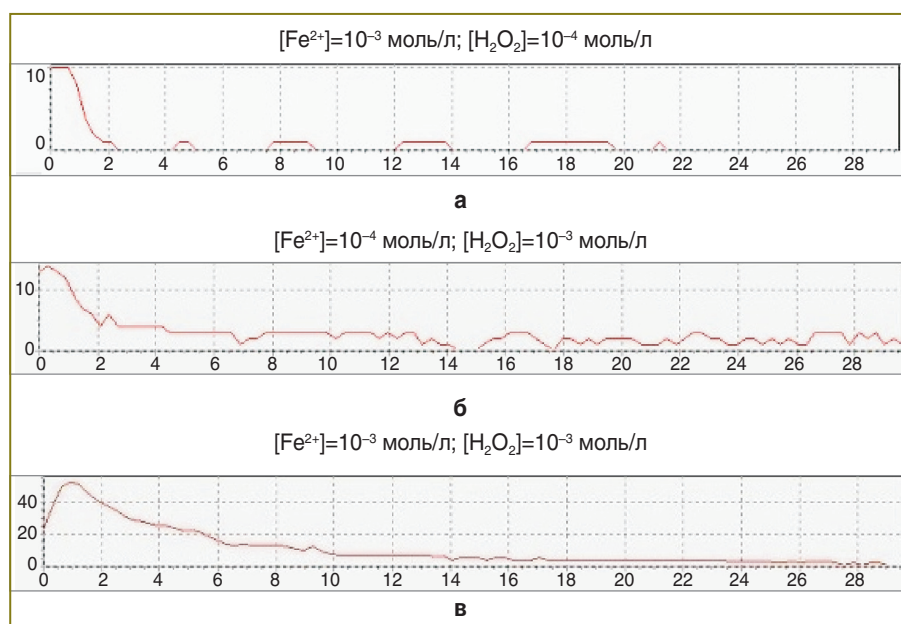 [Fe²⁺]=10⁻³ моль/л; [H₂O₂]=10⁻⁴ моль/л
10
0
0 2 4 6 8 10 12 14 16 18 20 22 24 26 28
а
[Fe²⁺]=10⁻⁴ моль/л; [H₂O₂]=10⁻³ моль/л
10
0
0 2 4 6 8 10 12 14 16 18 20 22 24 26 28
б
[Fe²⁺]=10⁻³ моль/л; [H₂O₂]=10⁻³ моль/л
40
20
0
0 2 4 6 8 10 12 14 16 18 20 22 24 26 28
в